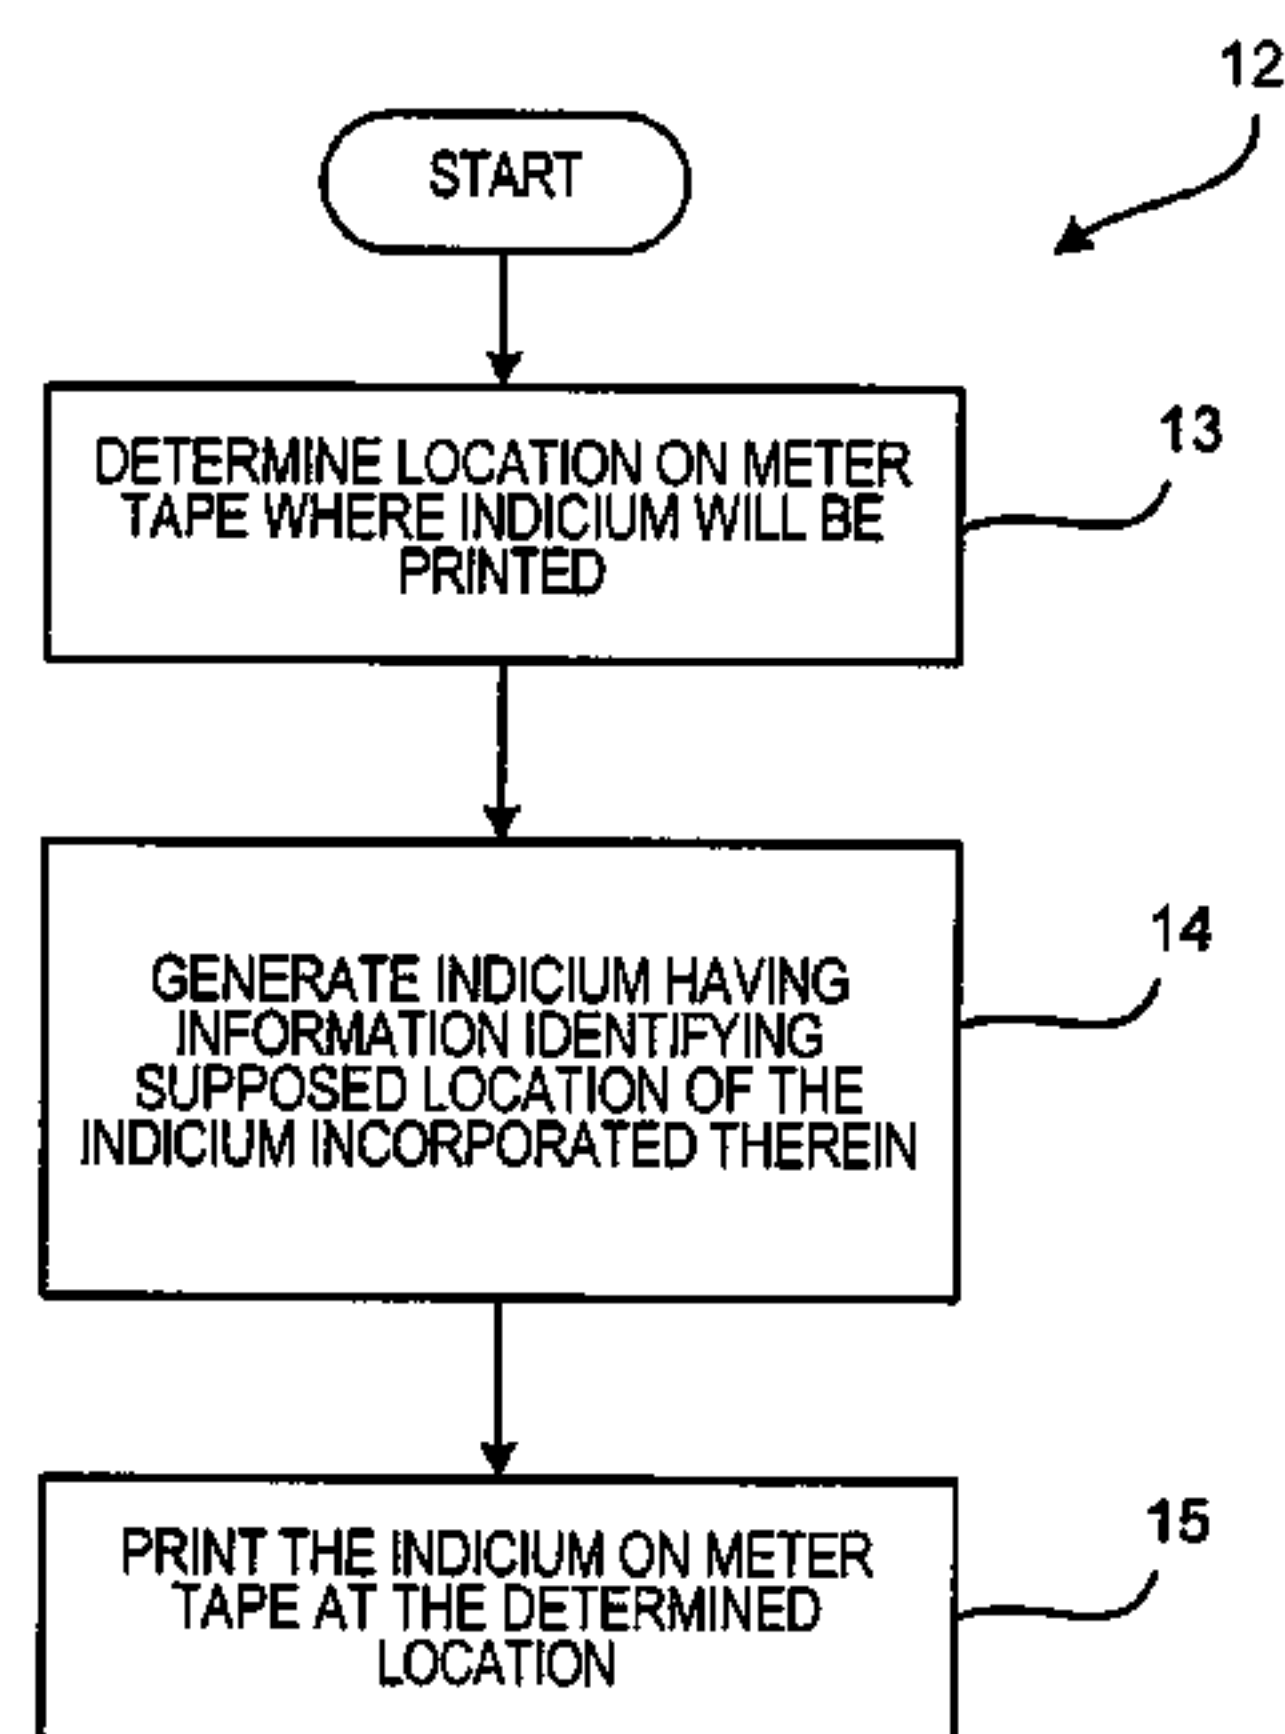 12
START
DETERMINE LOCATION ON METER
TAPE WHERE INDICIUM WILL BE
PRINTED
13
GENERATE INDICIUM HAVING
INFORMATION IDENTIFYING
SUPPOSED LOCATION OF THE
INDICIUM INCORPORATED THEREIN
14
PRINT THE INDICIUM ON METER
TAPE AT THE DETERMINED
LOCATION
15